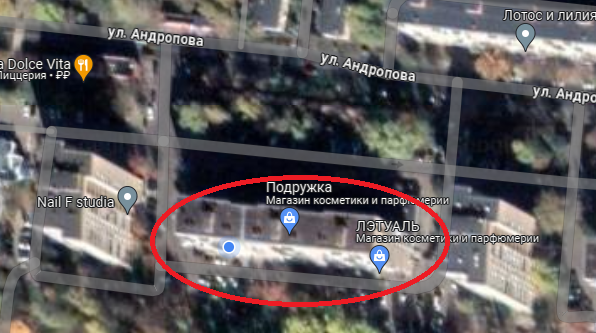 Лотос и лилия
ул. Андропова
a Dolce Vita
Пиццерия • ₽₽
ул. Андропова
ул. Андро
Nail F studia
Подружка
Магазин косметики и парфюмерии
ЛЭТУАЛЬ
Магазин косметики и парфюмерии